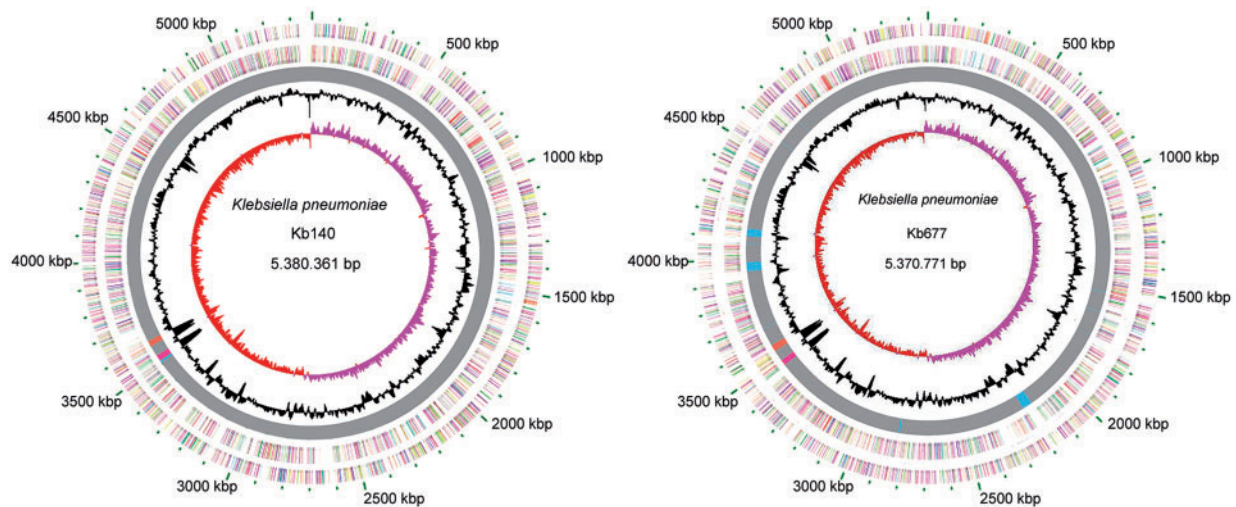 5000 kbp
500 kbp
4500 kbp
1000 kbp
Klebsiella pneumoniae
Kb140
5.380.361 bp
4000 kbp
1500 kbp
3500 kbp
2000 kbp
3000 kbp
2500 kbp
5000 kbp
500 kbp
4500 kbp
1000 kbp
Klebsiella pneumoniae
Kb677
5.370.771 bp
4000 kbp
1500 kbp
3500 kbp
2000 kbp
3000 kbp
2500 kbp